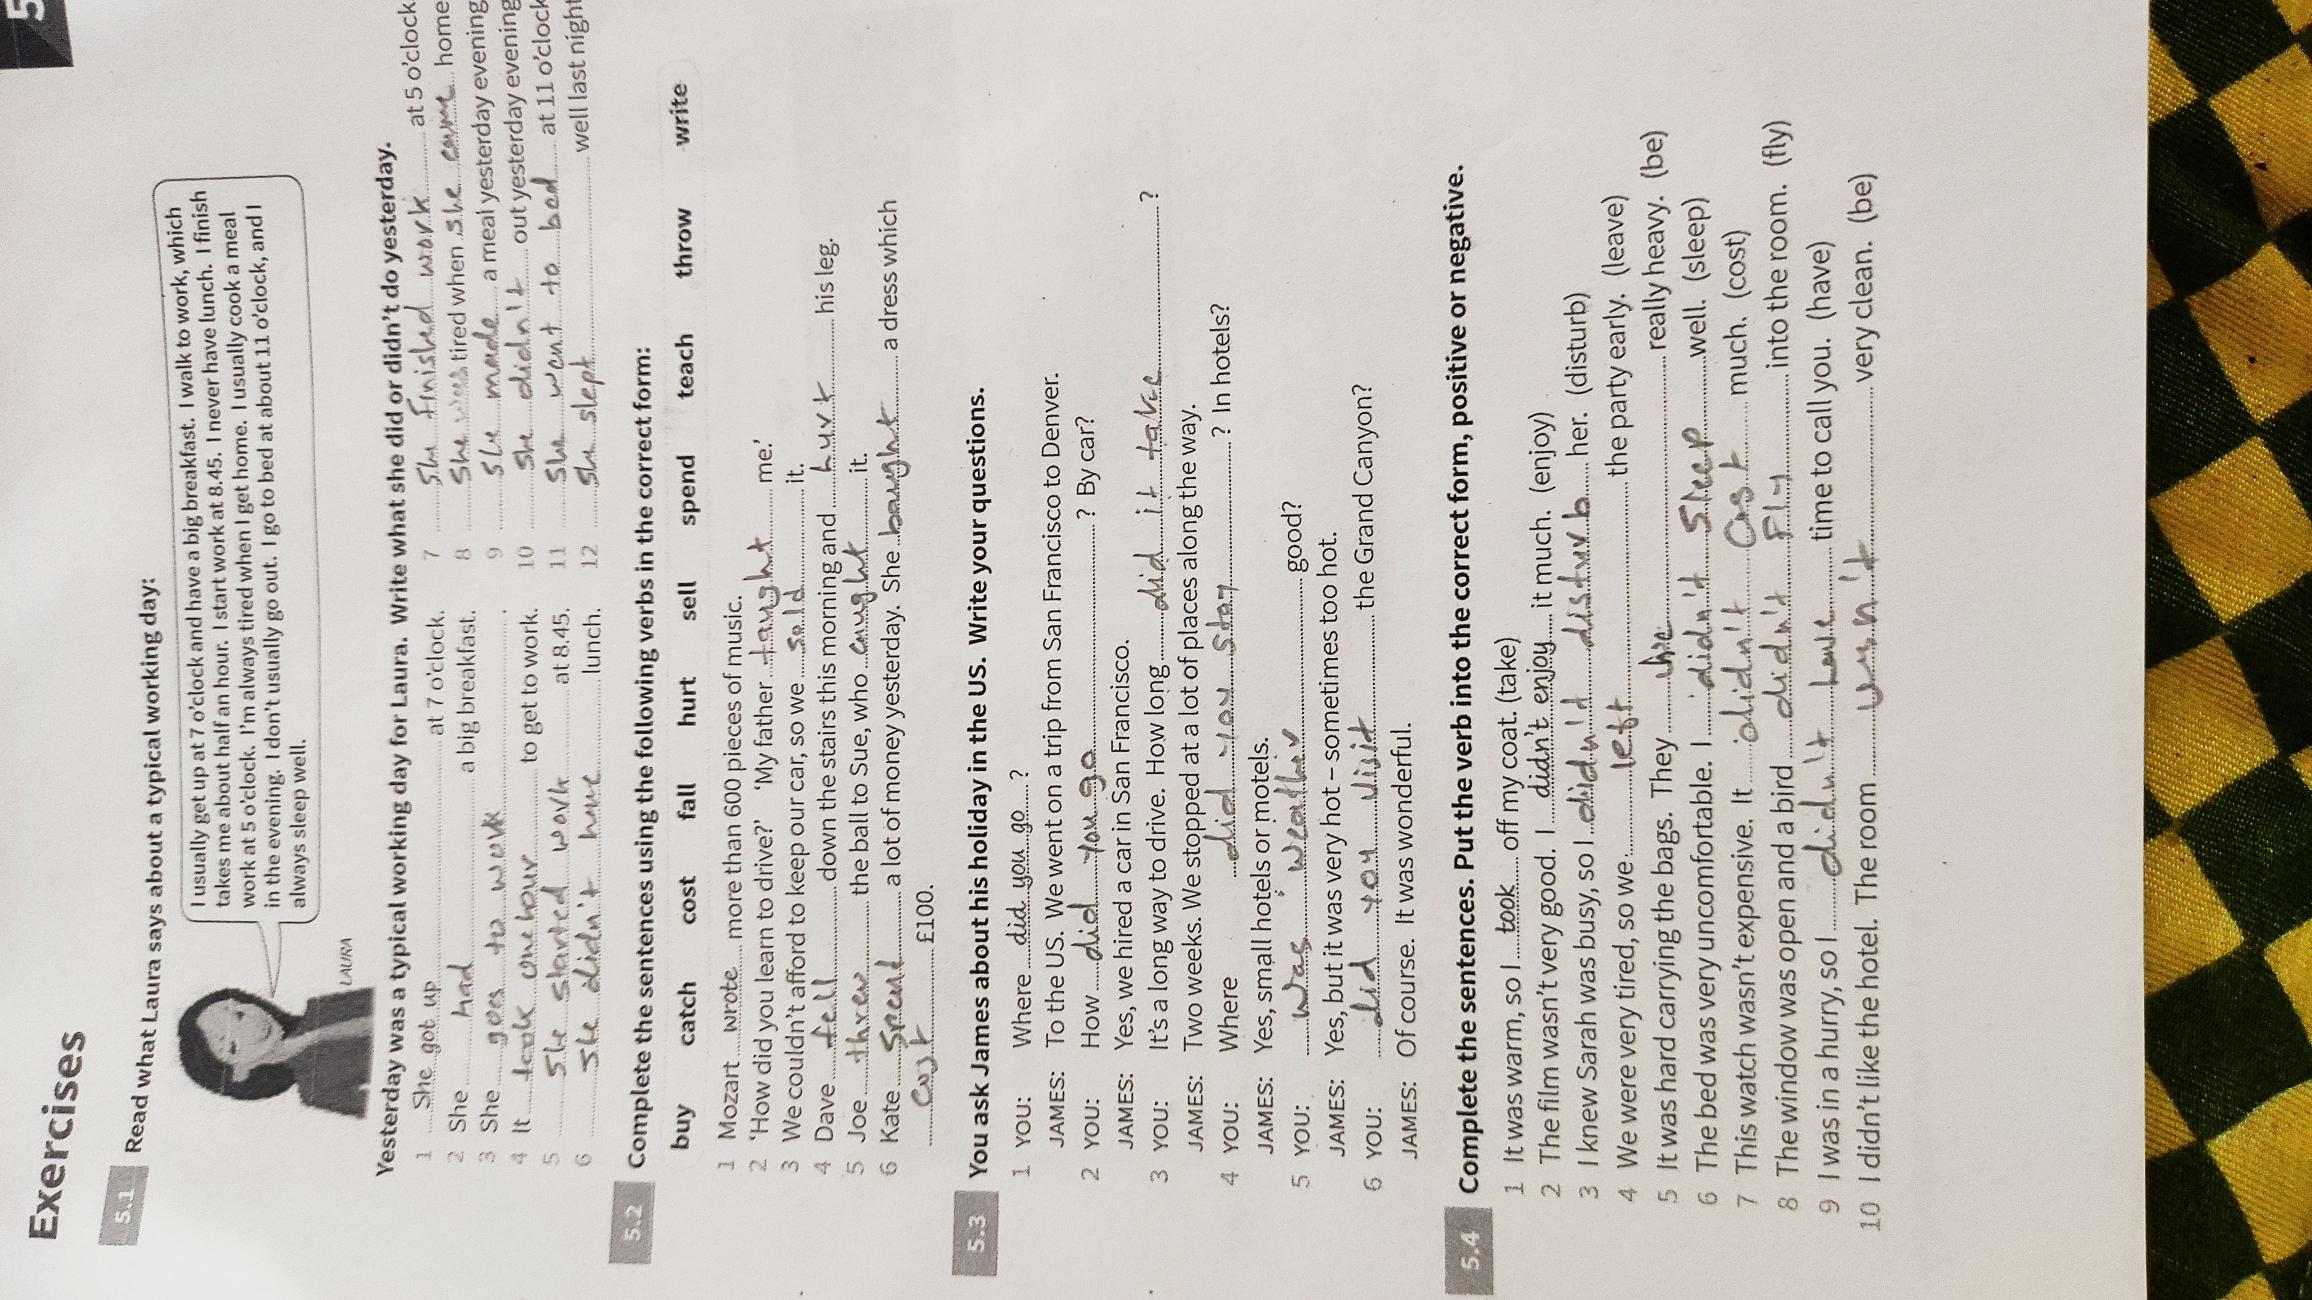 5
Exercises
5.1 Read what Laura says about a typical working day:
I usually get up at 7 o'clock and have a big breakfast. I walk to work, which
takes me about half an hour. I start work at 8.45. I never have lunch. I finish
work at 5 o'clock. I'm always tired when I get home. I usually cook a meal
in the evening. I don't usually go out. I go to bed at about 11 o'clock, and I
always sleep well.
LAURA
Yesterday was a typical working day for Laura. Write what she did or didn't do yesterday.
1 She got up at 7 o'clock.
2 She had a big breakfast.
3 She goes to work.
4 It took one hour to get to work.
5 She started work at 8.45.
6 she didn't have lunch.
7 She finished work at 5 o'clock
8 She was tired when she came home
9 She made a meal yesterday evening
10 She didn't out yesterday evening
11 She went to bed at 11 o'clock
12 She slept well last night
5.2 Complete the sentences using the following verbs in the correct form:
buy catch cost fall hurt sell spend teach throw write
1 Mozart wrote more than 600 pieces of music.
2 'How did you learn to drive?' 'My father taught me.'
3 We couldn't afford to keep our car, so we sold it.
4 Dave fell down the stairs this morning and hurt his leg.
5 Joe threw the ball to Sue, who caught it.
6 Kate spend a lot of money yesterday. She bought a dress which
cost £100.
5.3 You ask James about his holiday in the US. Write your questions.
1 YOU: Where did you go ?
JAMES: To the US. We went on a trip from San Francisco to Denver.
2 YOU: How did you go ? By car?
JAMES: Yes, we hired a car in San Francisco.
3 YOU: It's a long way to drive. How long did it take ?
JAMES: Two weeks. We stopped at a lot of places along the way.
4 YOU: Where did you stay ? In hotels?
JAMES: Yes, small hotels or motels.
5 YOU: was weather good?
JAMES: Yes, but it was very hot – sometimes too hot.
6 YOU: did you visit the Grand Canyon?
JAMES: Of course. It was wonderful.
5.4 Complete the sentences. Put the verb into the correct form, positive or negative.
1 It was warm, so I took off my coat. (take)
2 The film wasn't very good. I didn't enjoy it much. (enjoy)
3 I knew Sarah was busy, so I didn't disturb her. (disturb)
4 We were very tired, so we left the party early. (leave)
5 It was hard carrying the bags. They really heavy. (be)
6 The bed was very uncomfortable. I didn't sleep well. (sleep)
7 This watch wasn't expensive. It didn't cost much. (cost)
8 The window was open and a bird didn't Fly into the room. (fly)
9 I was in a hurry, so I didn't have time to call you. (have)
10 I didn't like the hotel. The room wasn't very clean. (be)